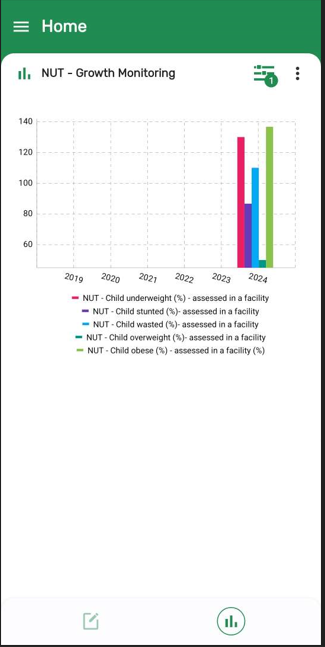 Home
NUT - Growth Monitoring
1
140
120
100
80
60
2019 2020 2021 2022 2023 2024
NUT - Child underweight (%) - assessed in a facility
NUT - Child stunted (%)- assessed in a facility
NUT - Child wasted (%)- assessed in a facility
NUT - Child overweight (%)- assessed in a facility
NUT - Child obese (%) - assessed in a facility (%)